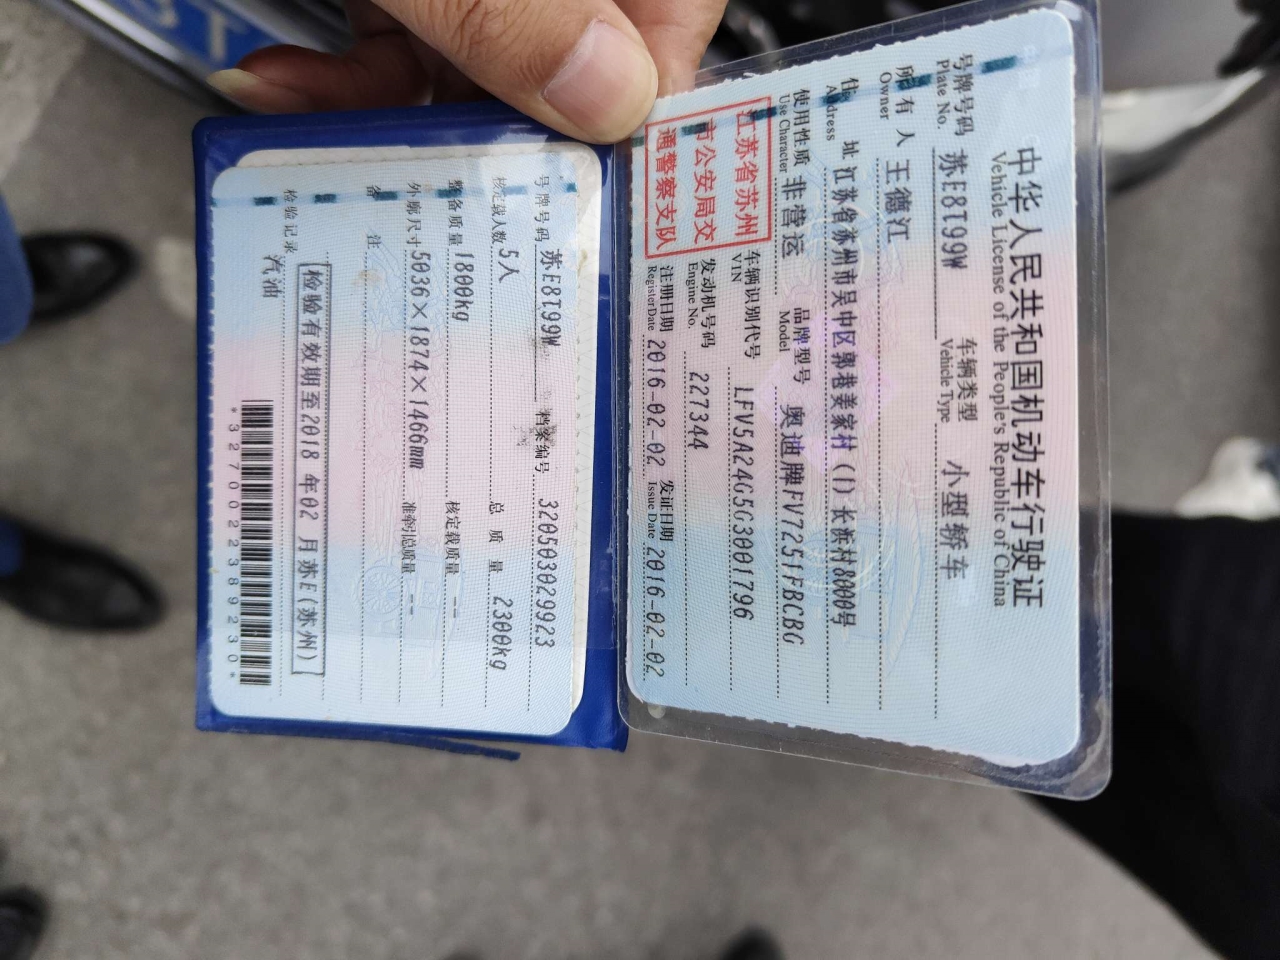 中华人民共和国机动车行驶证
Vehicle License of the People's Republic of China
号牌号码 苏E8T99W 车辆类型 小型轿车
Plate No. Vehicle Type
所有人 王德江
Owner
住址 江苏省苏州市吴中区郭巷姜家村(1)长浜村8000号
Address
使用性质 非营运 品牌型号 奥迪牌FV7251FBCBG
Use Character Model
江苏省苏州
市公安局交
通警察支队
车辆识别代号 LFV5A24G5G3001796
VIN
发动机号码 227344
Engine No.
注册日期 2016-02-02 发证日期 2016-02-02
Register Date Issue Date
号牌号码 苏E8T99W 档案编号 320503029923
核定载人数 5人 总质量 2300kg
整备质量 1800kg 核定载质量 --
外廓尺寸 5036×1874×1466mm 准牵引总质量 --
备注
检验有效期至2018年02月苏E(苏州)
检验记录
汽油
*3270022389230*